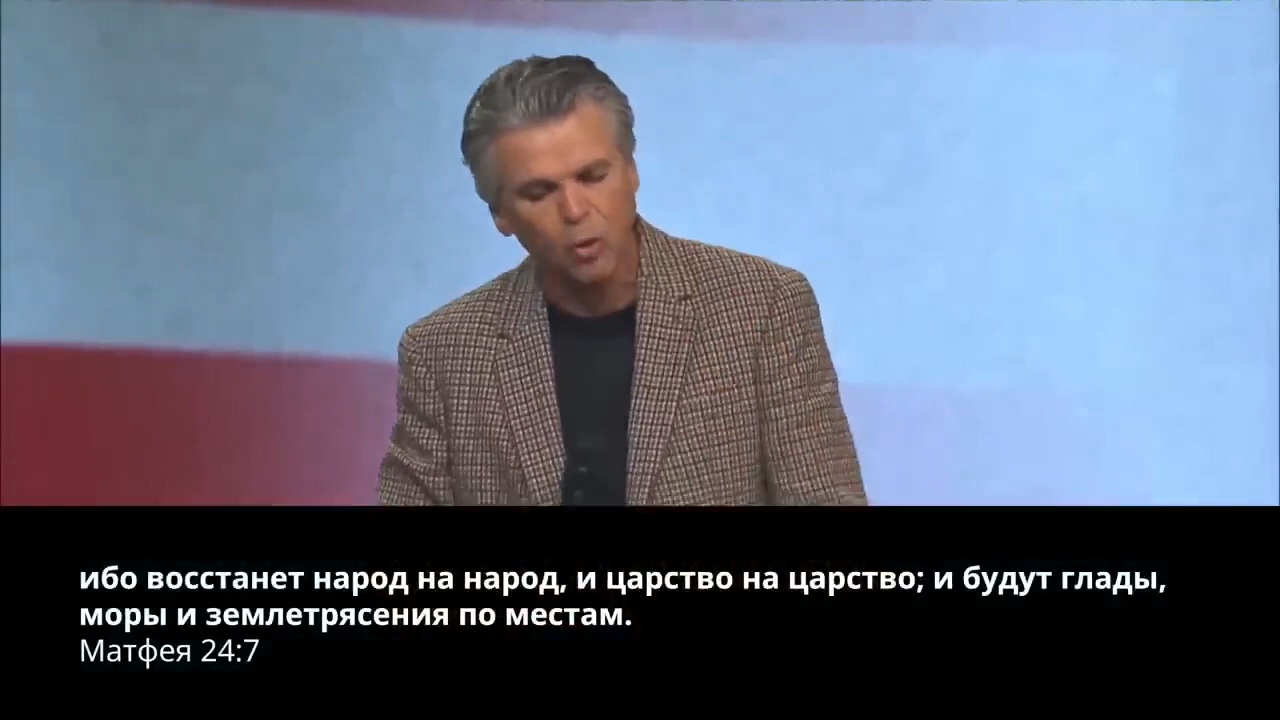 ибо восстанет народ на народ, и царство на царство; и будут глады,
моры и землетрясения по местам.
Матфея 24:7